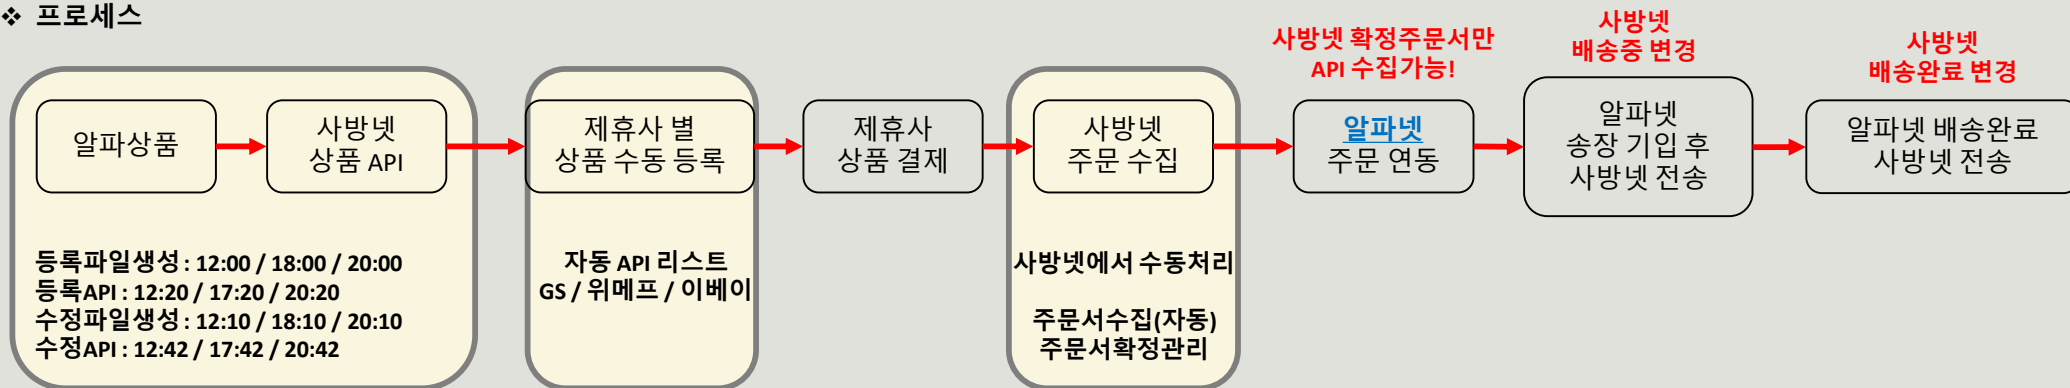 ❖ 프로세스
사방넷 확정주문서만
API 수집가능!
사방넷
배송중 변경
사방넷
배송완료 변경
알파상품
사방넷
상품 API
제휴사 별
상품 수동 등록
제휴사
상품 결제
사방넷
주문 수집
알파넷
주문 연동
알파넷
송장 기입 후
사방넷 전송
알파넷 배송완료
사방넷 전송
등록파일생성 : 12:00 / 18:00 / 20:00
등록API : 12:20 / 17:20 / 20:20
수정파일생성 : 12:10 / 18:10 / 20:10
수정API : 12:42 / 17:42 / 20:42
자동 API 리스트
GS / 위메프 / 이베이
사방넷에서 수동처리
주문서수집(자동)
주문서확정관리